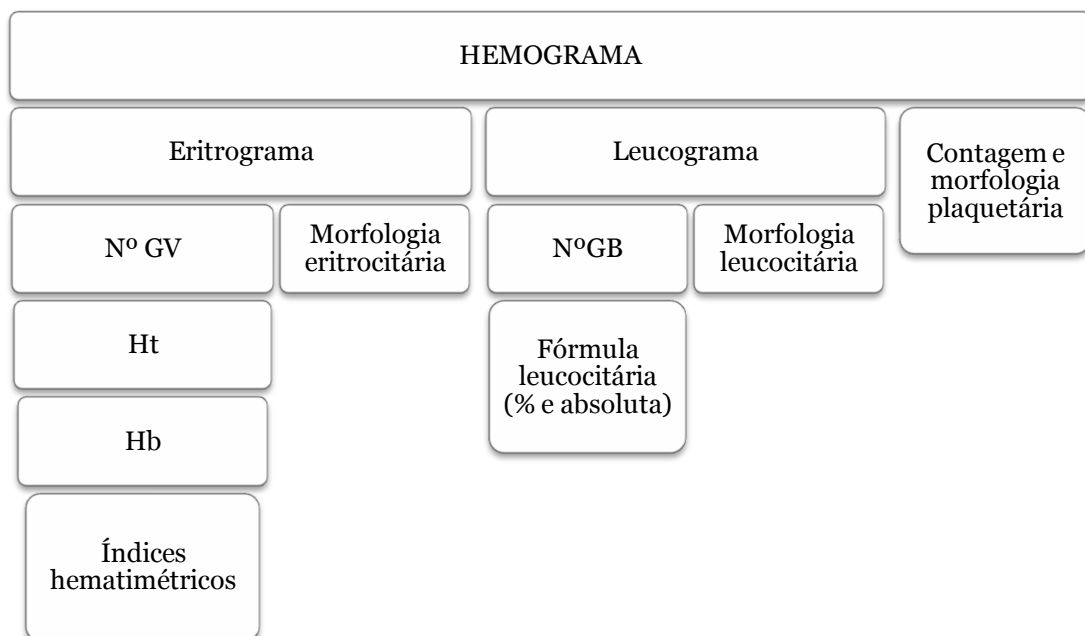 HEMOGRAMA
Eritrograma
Leucograma
Contagem e
morfologia
plaquetária
Nº GV
Morfologia
eritrocitária
NºGB
Morfologia
leucocitária
Ht
Fórmula
leucocitária
(% e absoluta)
Hb
Índices
hematimétricos